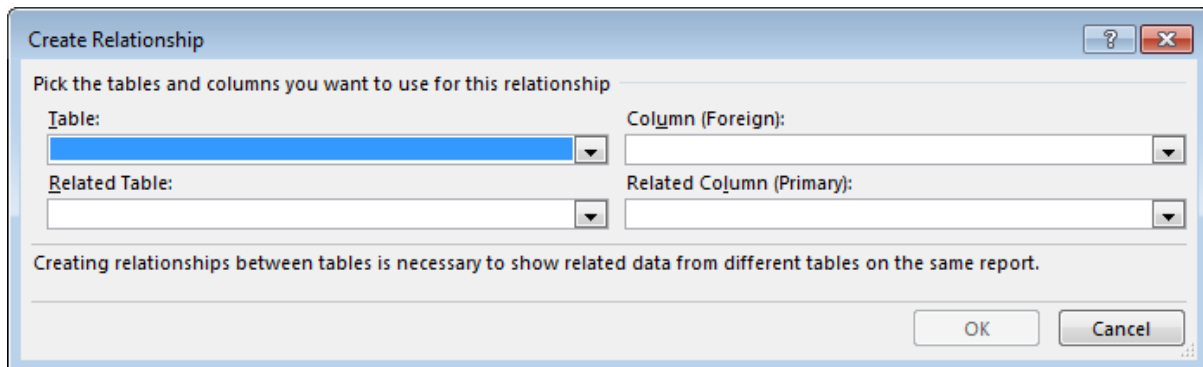 Create Relationship
Pick the tables and columns you want to use for this relationship
Table: Column (Foreign):
Related Table: Related Column (Primary):
Creating relationships between tables is necessary to show related data from different tables on the same report.
OK Cancel